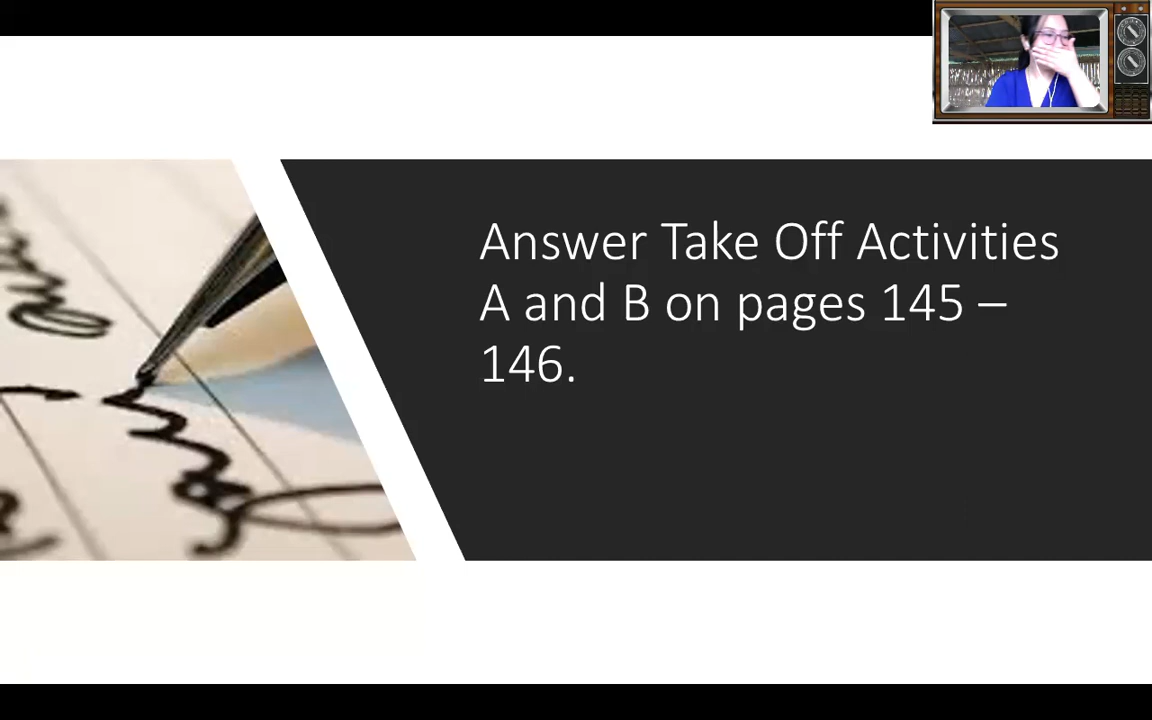 Answer Take Off Activities
A and B on pages 145 –
146.